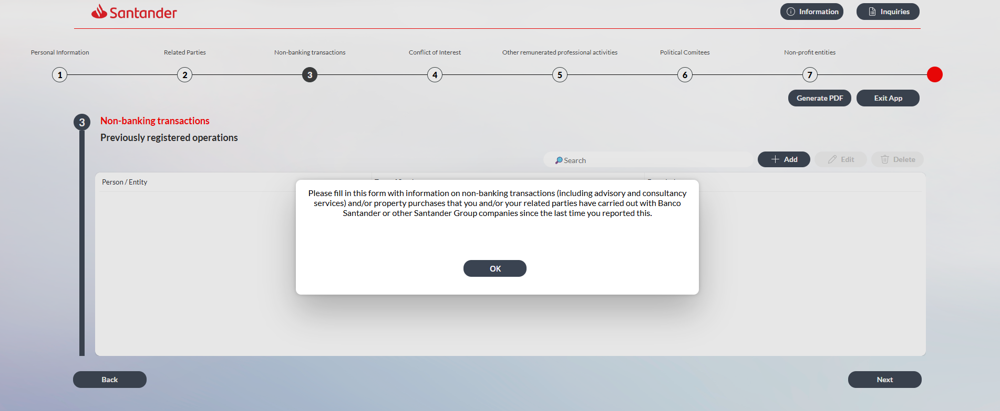 Santander
Information
Inquiries
Personal Information
Related Parties
Non-banking transactions
Conflict of Interest
Other remunerated professional activities
Political Comitees
Non-profit entities
1
2
3
4
5
6
7
Generate PDF
Exit App
3
Non-banking transactions
Previously registered operations
Search
Add
Edit
Delete
Person / Entity
Please fill in this form with information on non-banking transactions (including advisory and consultancy
services) and/or property purchases that you and/or your related parties have carried out with Banco
Santander or other Santander Group companies since the last time you reported this.
OK
Back
Next